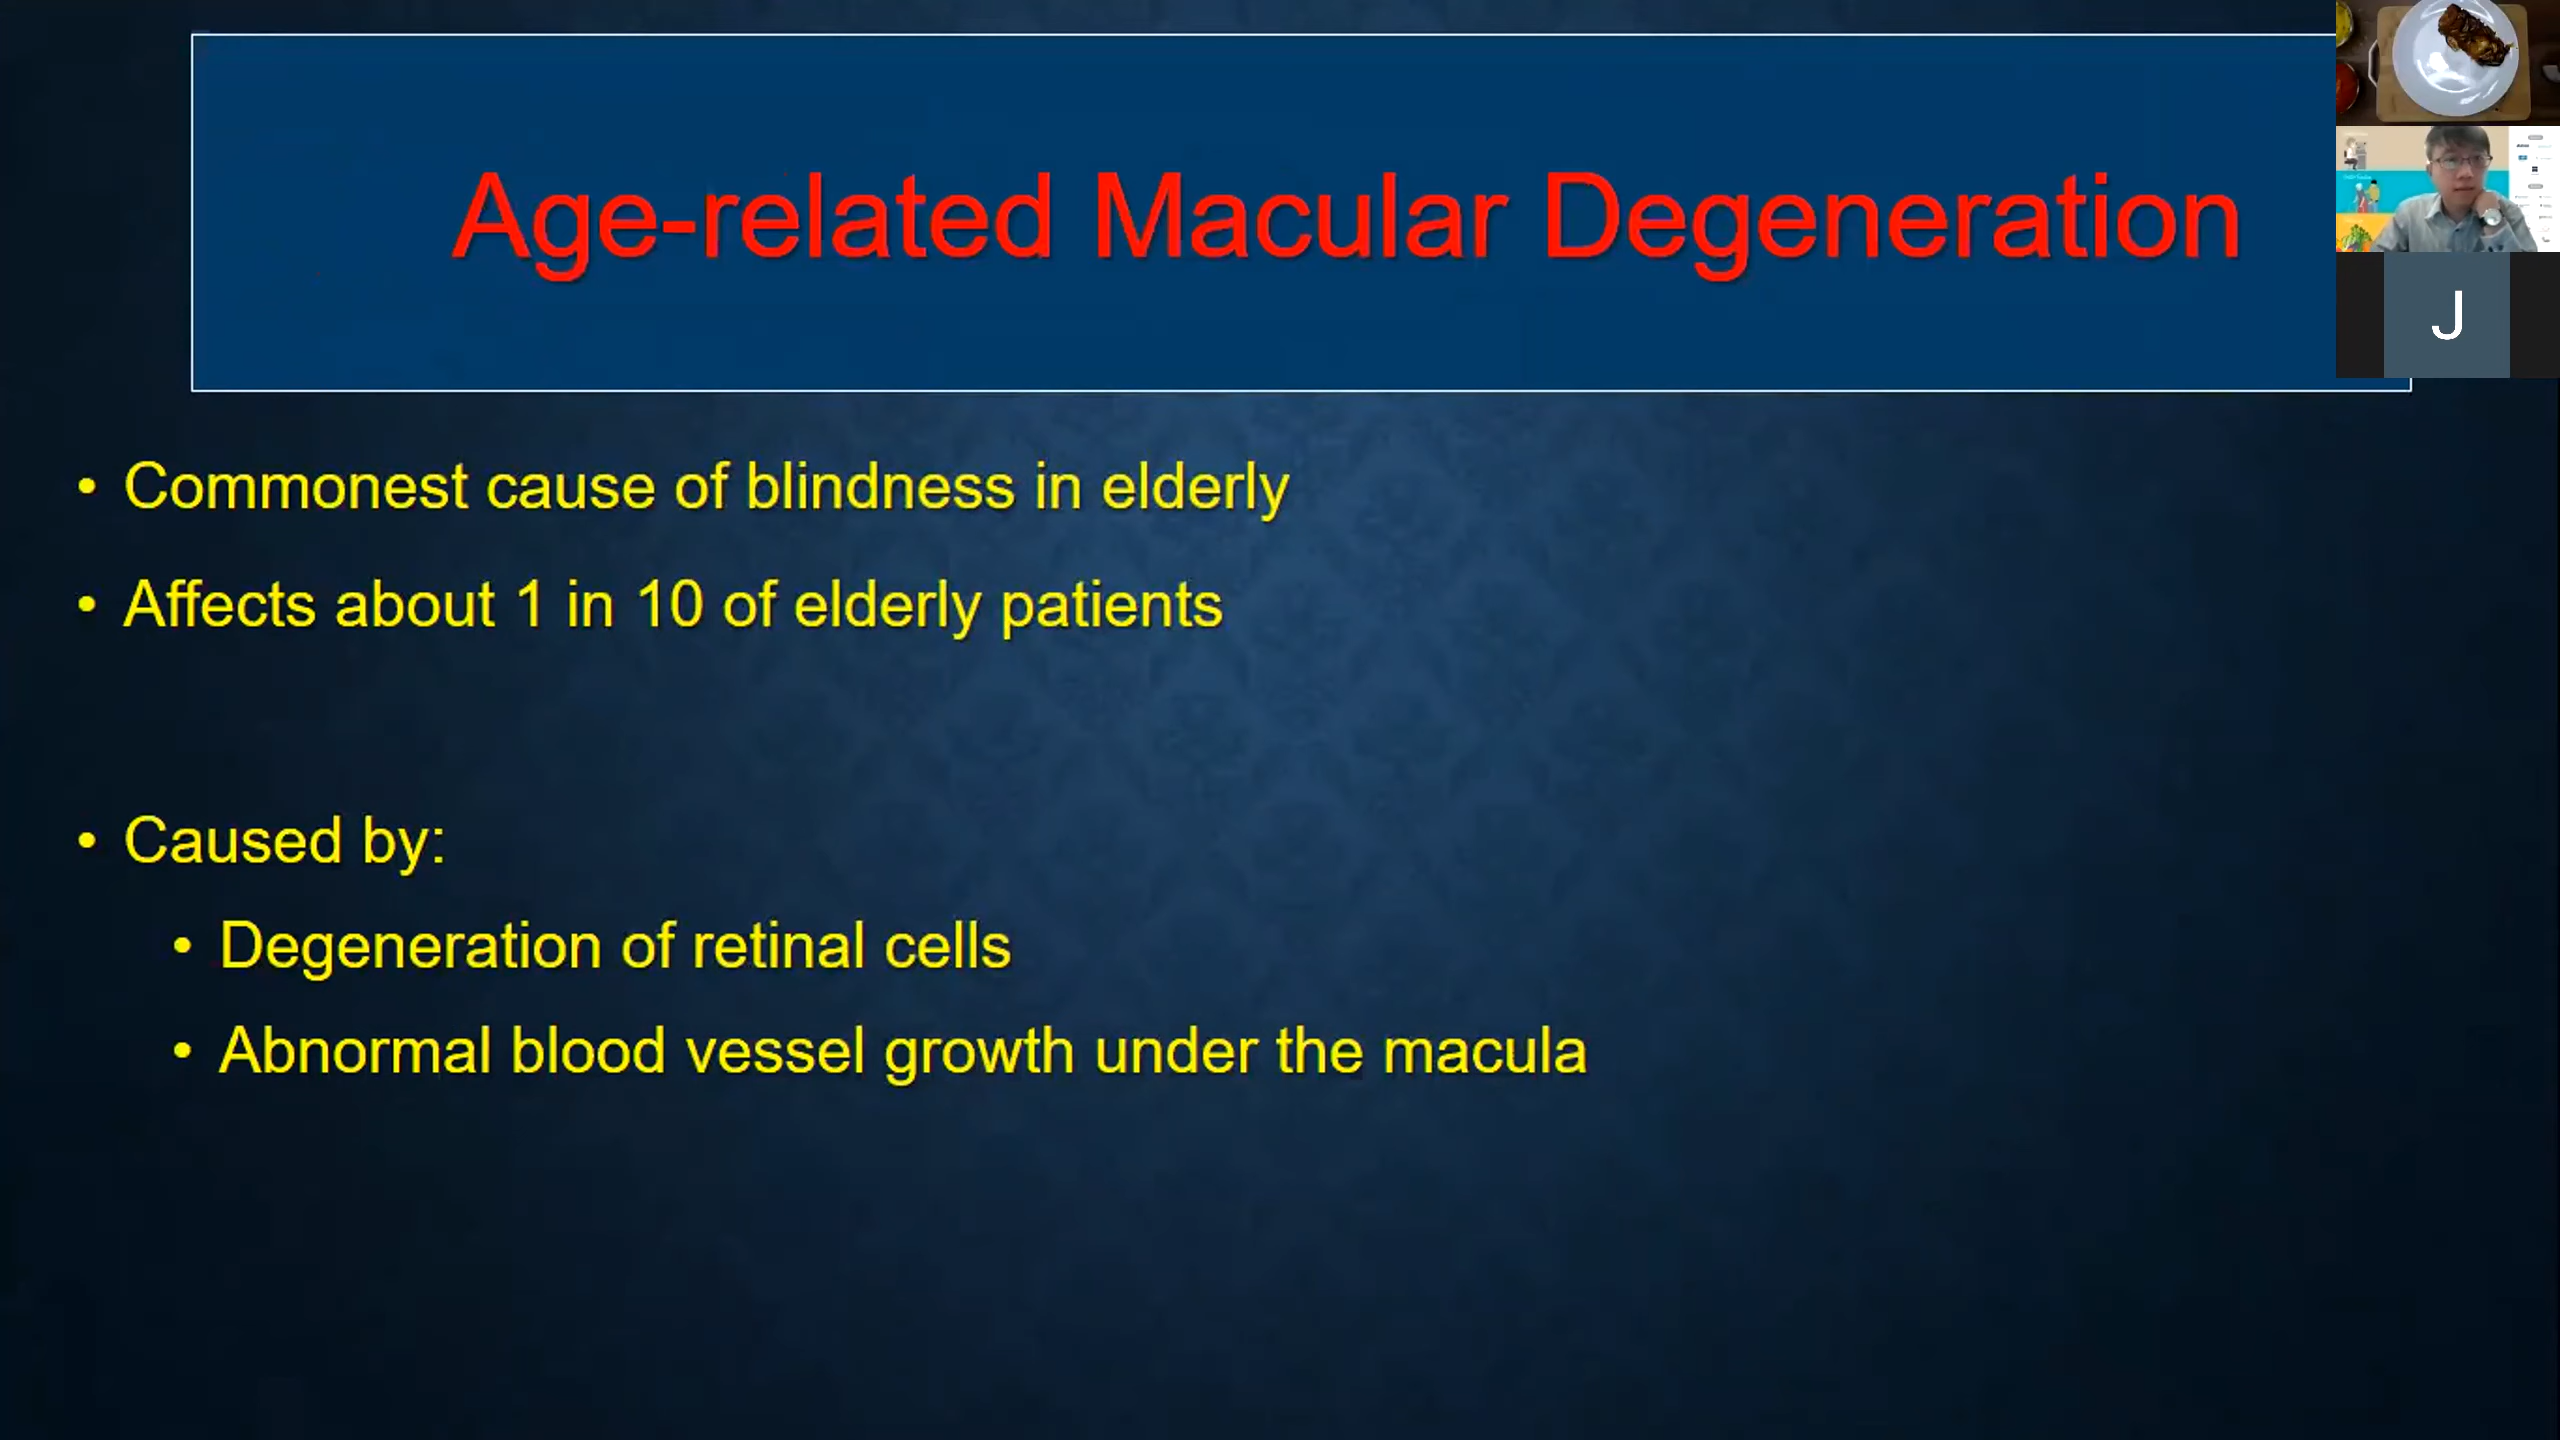 Age-related Macular Degeneration
J
• Commonest cause of blindness in elderly
• Affects about 1 in 10 of elderly patients
• Caused by:
• Degeneration of retinal cells
• Abnormal blood vessel growth under the macula